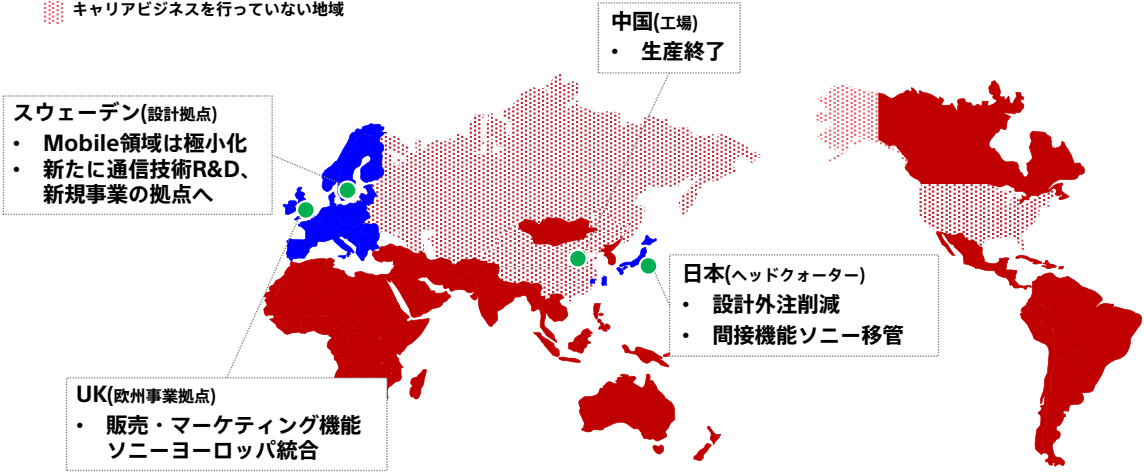 キャリアビジネスを行っていない地域
中国(工場)
• 生産終了
スウェーデン(設計拠点)
• Mobile領域は極小化
• 新たに通信技術R&D、
新規事業の拠点へ
日本(ヘッドクォーター)
• 設計外注削減
• 間接機能ソニー移管
UK(欧州事業拠点)
• 販売・マーケティング機能
ソニーヨーロッパ統合